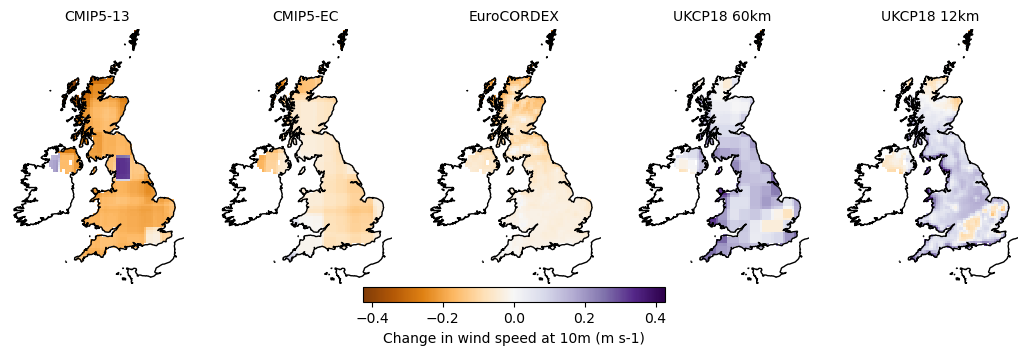 CMIP5-13 CMIP5-EC EuroCORDEX UKCP18 60km UKCP18 12km
−0.4 −0.2 0.0 0.2 0.4
Change in wind speed at 10m (m s-1)